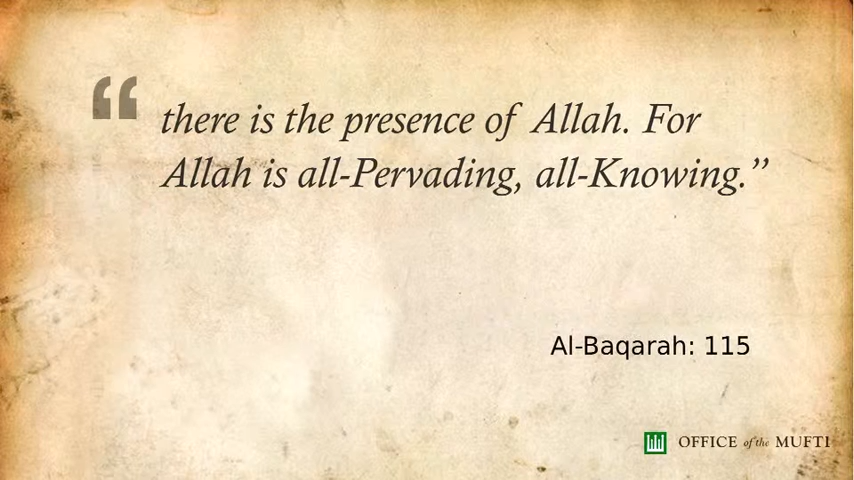 “ there is the presence of Allah. For
Allah is all-Pervading, all-Knowing.”
Al-Baqarah: 115
OFFICE of the MUFTI